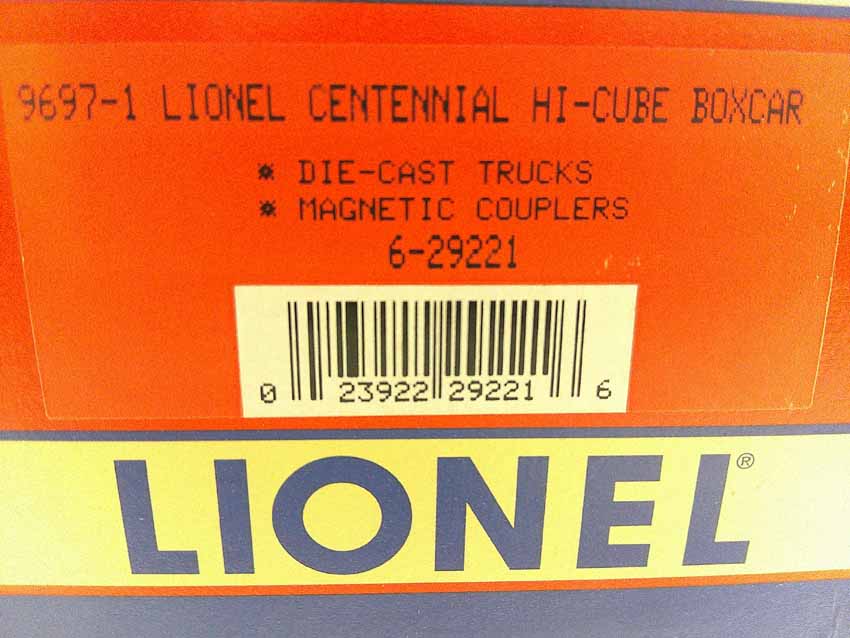 9697-1 LIONEL CENTENNIAL HI-CUBE BOXCAR
* DIE-CAST TRUCKS
* MAGNETIC COUPLERS
6-29221
0 23922 29221 6
LIONEL®